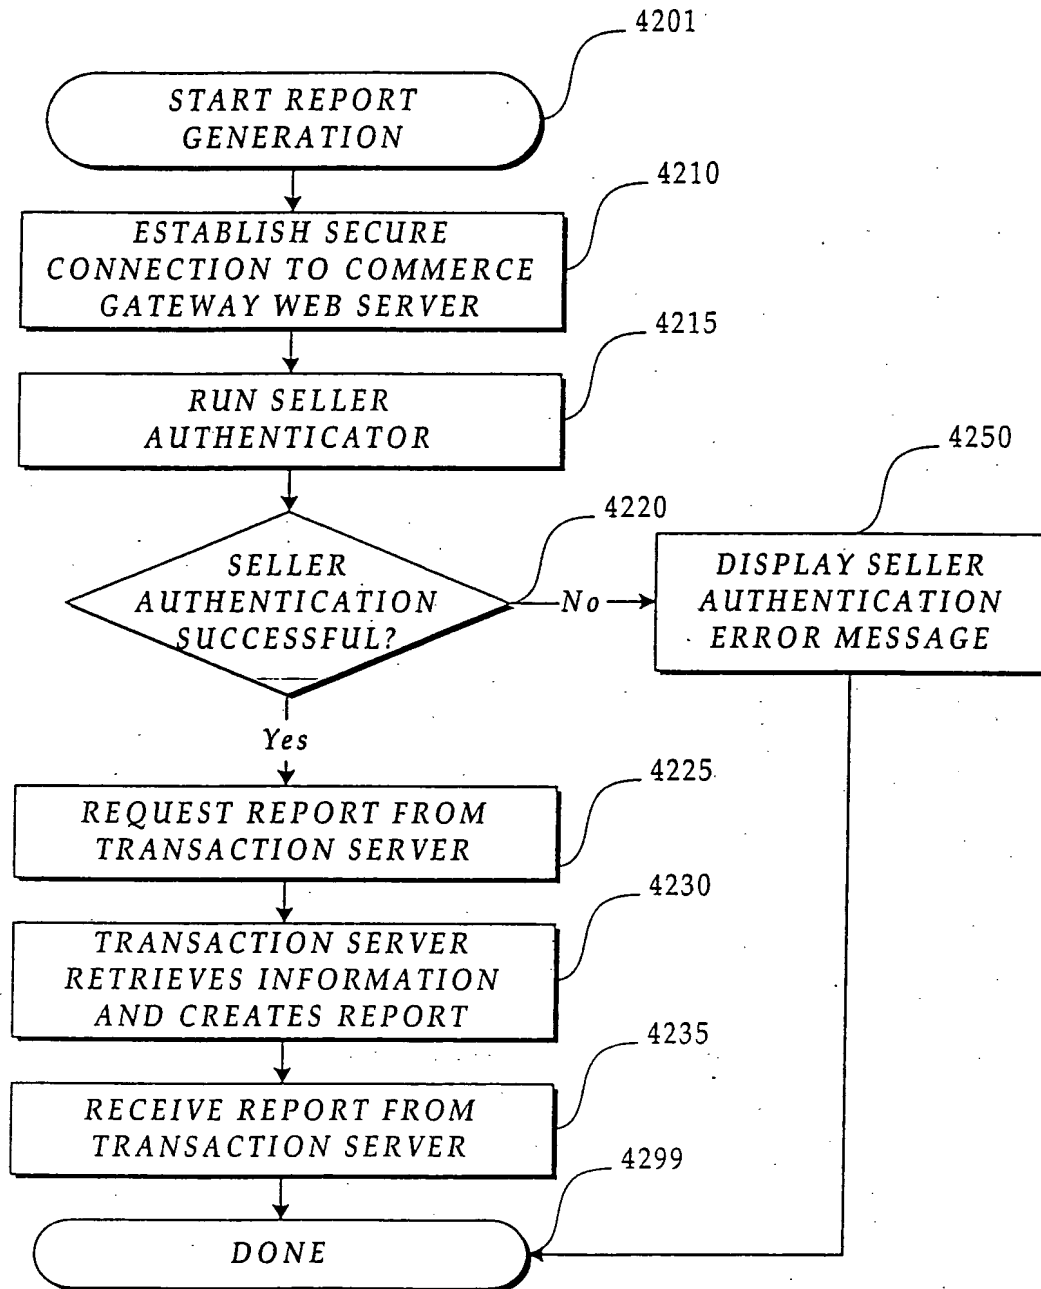 4201
START REPORT
GENERATION
4210
ESTABLISH SECURE
CONNECTION TO COMMERCE
GATEWAY WEB SERVER
4215
RUN SELLER
AUTHENTICATOR
4250
4220
SELLER
AUTHENTICATION
SUCCESSFUL?
No
DISPLAY SELLER
AUTHENTICATION
ERROR MESSAGE
Yes
4225
REQUEST REPORT FROM
TRANSACTION SERVER
4230
TRANSACTION SERVER
RETRIEVES INFORMATION
AND CREATES REPORT
4235
RECEIVE REPORT FROM
TRANSACTION SERVER
4299
DONE